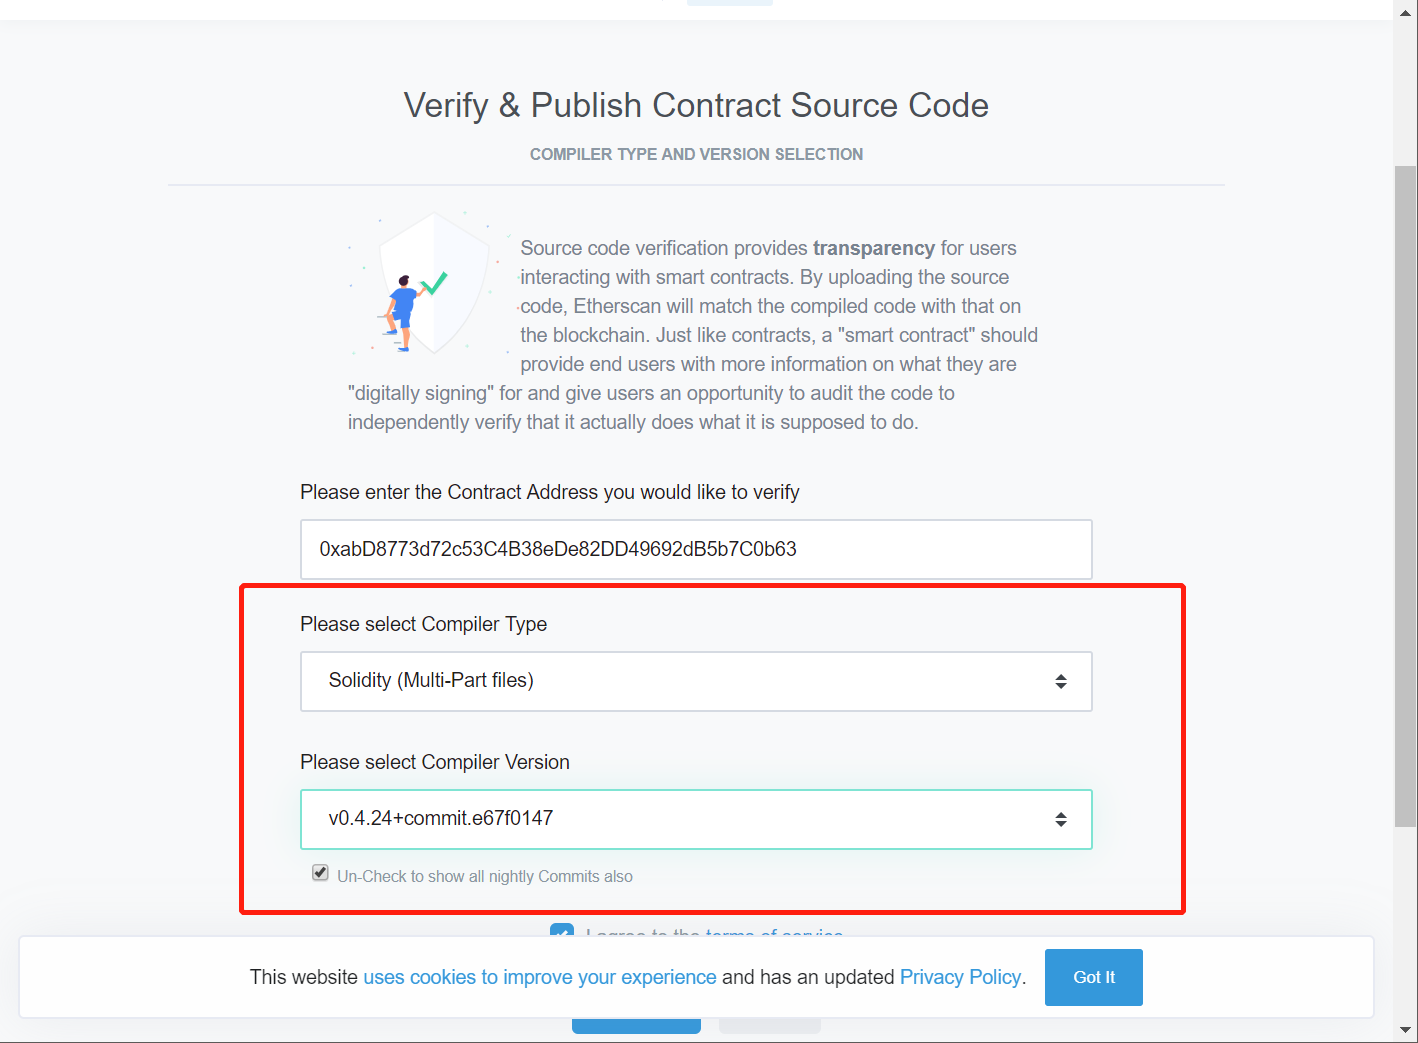 Verify & Publish Contract Source Code
COMPILER TYPE AND VERSION SELECTION
Source code verification provides transparency for users
interacting with smart contracts. By uploading the source
code, Etherscan will match the compiled code with that on
the blockchain. Just like contracts, a "smart contract" should
provide end users with more information on what they are
"digitally signing" for and give users an opportunity to audit the code to
independently verify that it actually does what it is supposed to do.
Please enter the Contract Address you would like to verify
0xabD8773d72c53C4B38eDe82DD49692dB5b7C0b63
Please select Compiler Type
Solidity (Multi-Part files)
Please select Compiler Version
v0.4.24+commit.e67f0147
Un-Check to show all nightly Commits also
I agree to the terms of service
This website uses cookies to improve your experience and has an updated Privacy Policy.
Got It